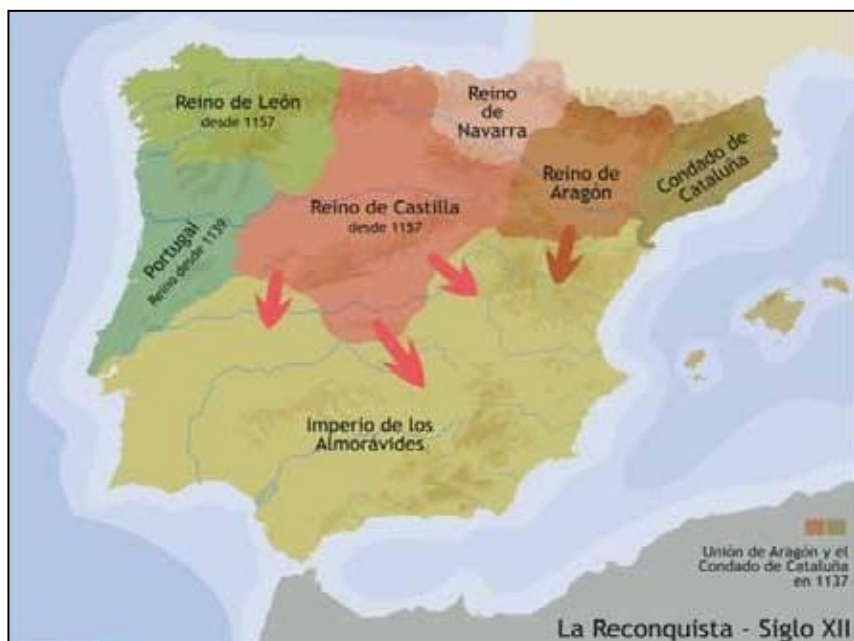 Reino de León
desde 1157
Reino
de
Navarra
Reino de Castilla
desde 1157
Reino de
Aragón
Condado de
Cataluña
Portugal
Reino desde 1139
Imperio de los
Almorávides
Unión de Aragón y el
Condado de Cataluña
en 1137
La Reconquista - Siglo XII